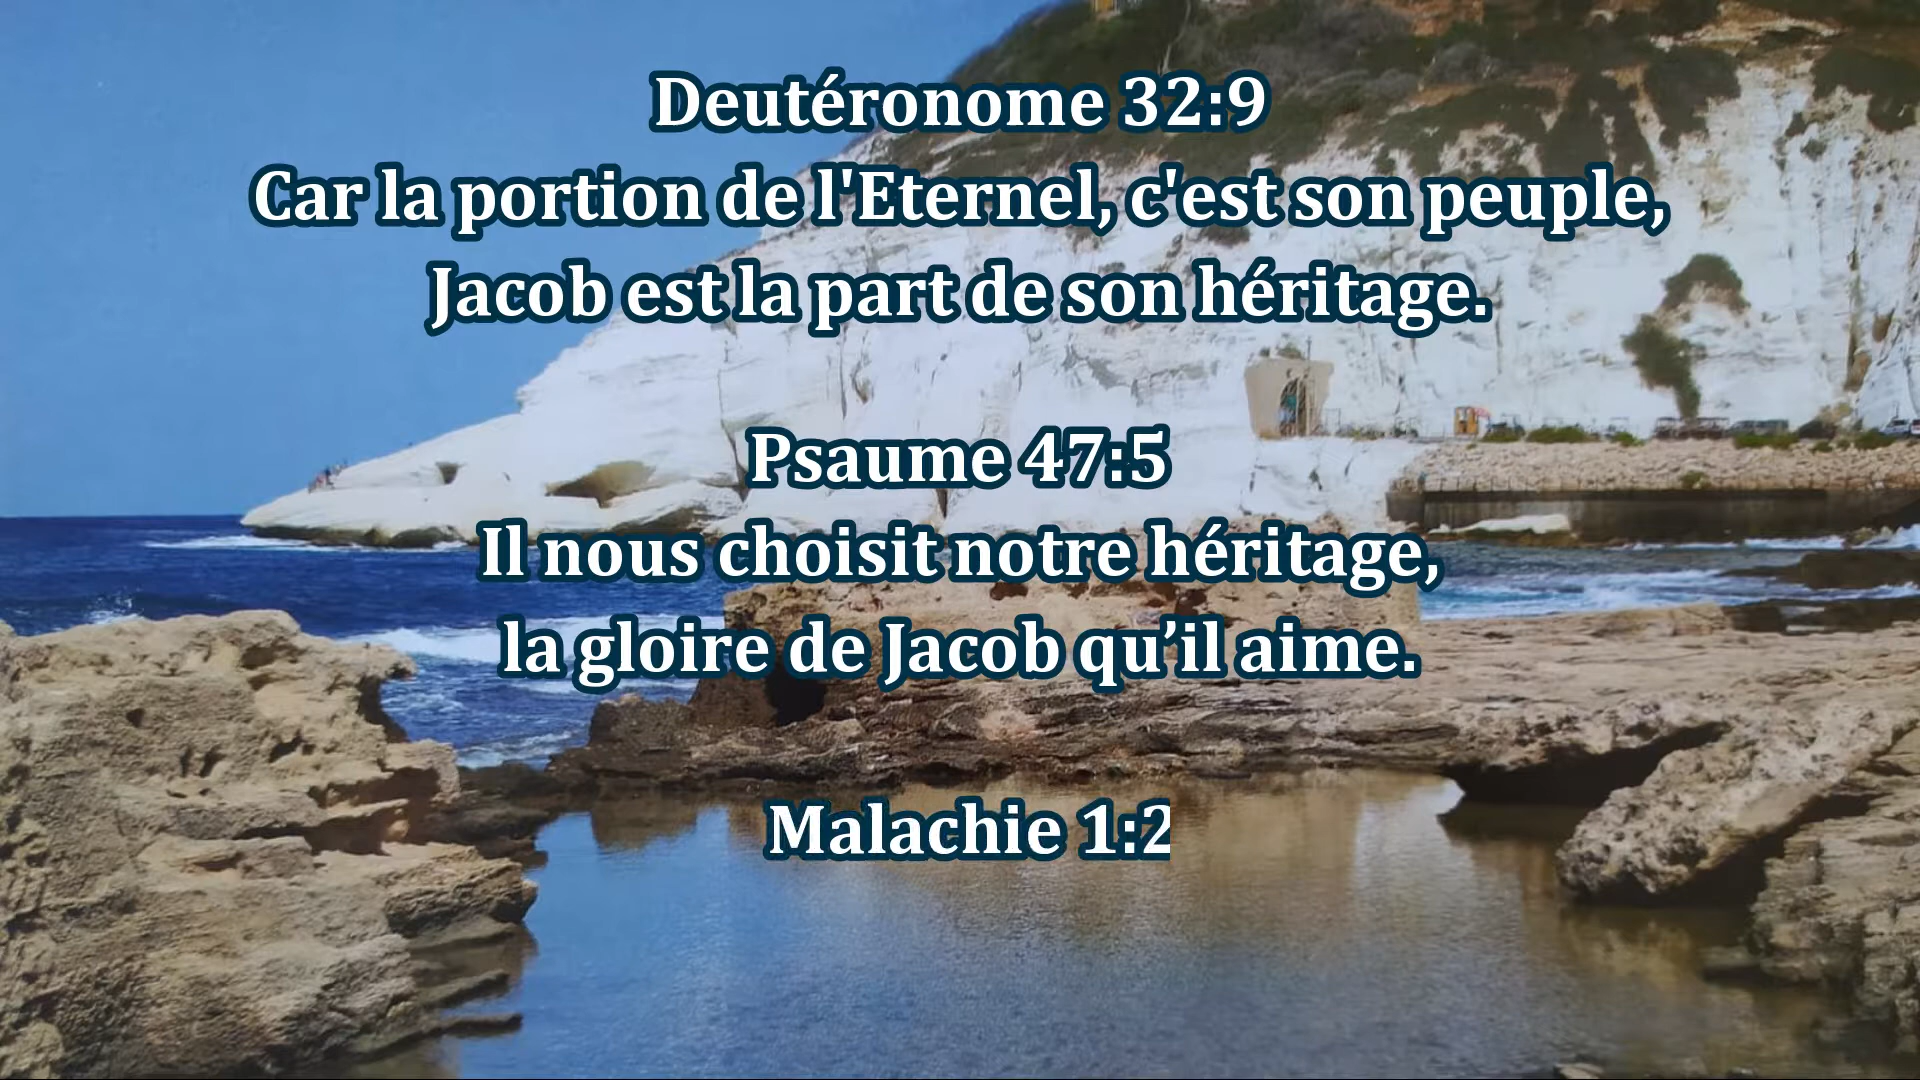 Deutéronome 32:9
Car la portion de l'Eternel, c'est son peuple,
Jacob est la part de son héritage.
Psaume 47:5
Il nous choisit notre héritage,
la gloire de Jacob qu’il aime.
Malachie 1:2